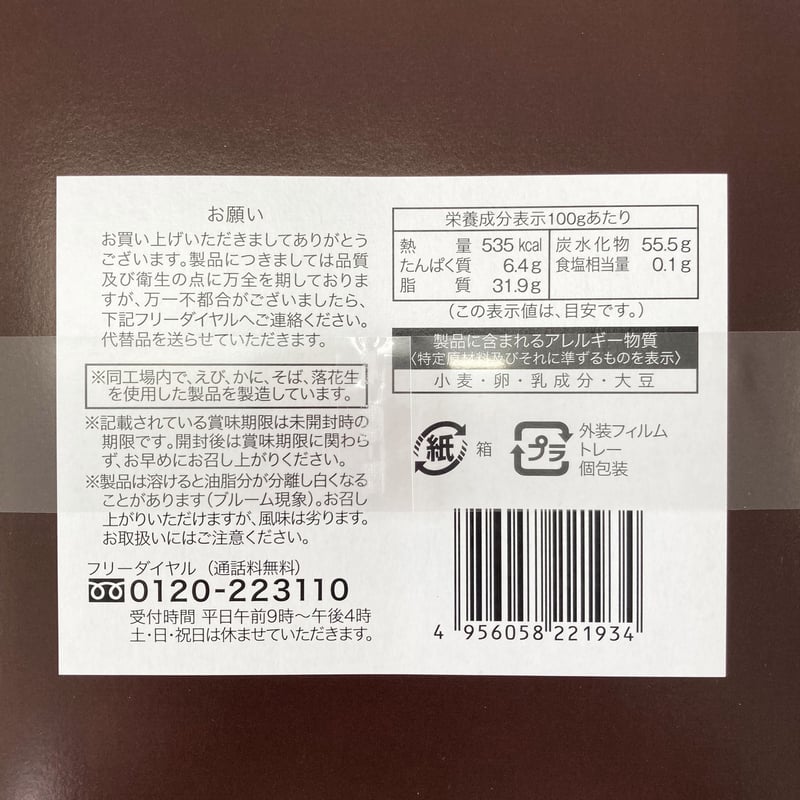 お願い
お買い上げいただきましてありがとう
ございます。製品につきましては品質
及び衛生の点に万全を期しておりま
すが、万一不都合がございましたら、
下記フリーダイヤルへご連絡ください。
代替品を送らせていただきます。
※同工場内で、えび、かに、そば、落花生
を使用した製品を製造しています。
※記載されている賞味期限は未開封時の
期限です。開封後は賞味期限に関わら
ず、お早めにお召し上がりください。
※製品は溶けると油脂分が分離し白くなる
ことがあります(ブルーム現象)。お召し
上がりいただけますが、風味は劣ります。
お取扱いにはご注意ください。
フリーダイヤル(通話料無料)
0120-223110
受付時間 平日午前9時～午後4時
土・日・祝日は休ませていただきます。
栄養成分表示100gあたり
熱量 535kcal 炭水化物 55.5g
たんぱく質 6.4g 食塩相当量 0.1g
脂質 31.9g
(この表示値は、目安です。)
製品に含まれるアレルギー物質
〈特定原材料及びそれに準ずるものを表示〉
小麦・卵・乳成分・大豆
紙 箱
プラ 外装フィルム
トレー
個包装
4 956058 221934